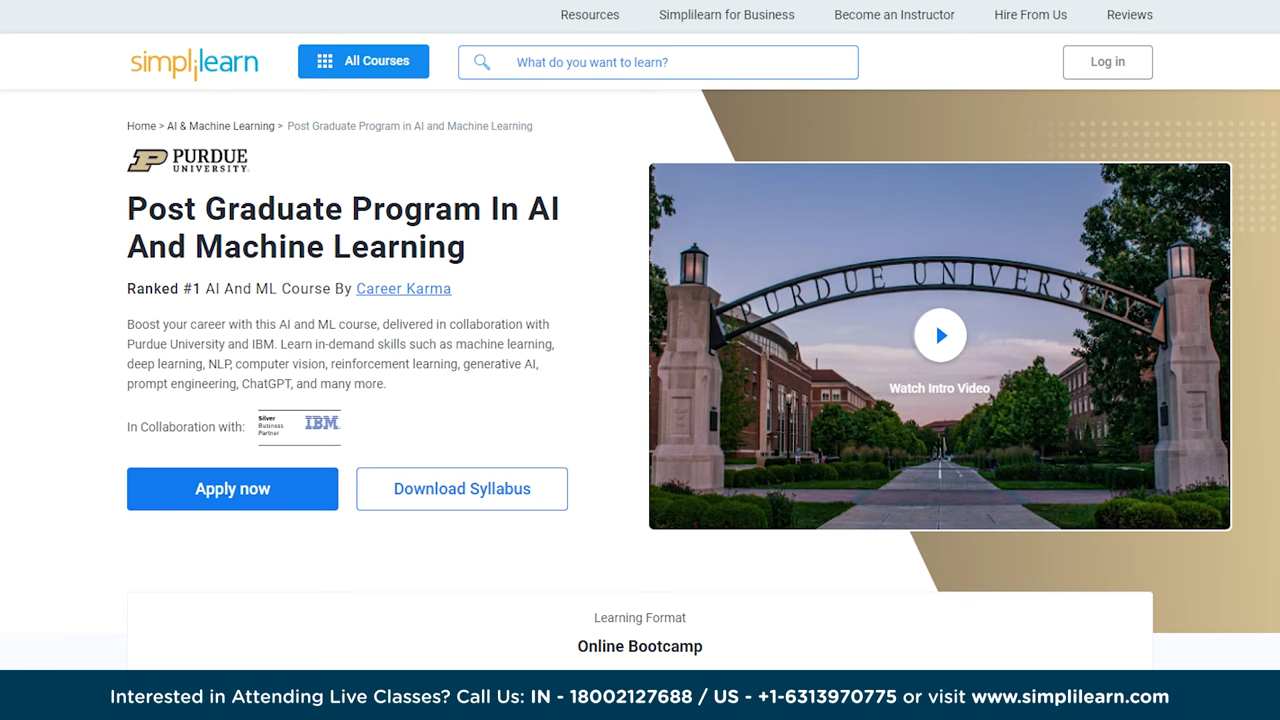 Resources Simplilearn for Business Become an Instructor Hire From Us Reviews
simplilearn All Courses What do you want to learn? Log in
Home > AI & Machine Learning > Post Graduate Program in AI and Machine Learning
PURDUE
UNIVERSITY
Post Graduate Program In AI
And Machine Learning
Ranked #1 AI And ML Course By Career Karma
Boost your career with this AI and ML course, delivered in collaboration with
Purdue University and IBM. Learn in-demand skills such as machine learning,
deep learning, NLP, computer vision, reinforcement learning, generative AI,
prompt engineering, ChatGPT, and many more.
In Collaboration with:
Silver
Business
Partner
IBM
Apply now Download Syllabus
PURDUE UNIVERSITY
Watch Intro Video
Learning Format
Online Bootcamp
Interested in Attending Live Classes? Call Us: IN - 18002127688 / US - +1-6313970775 or visit www.simplilearn.com